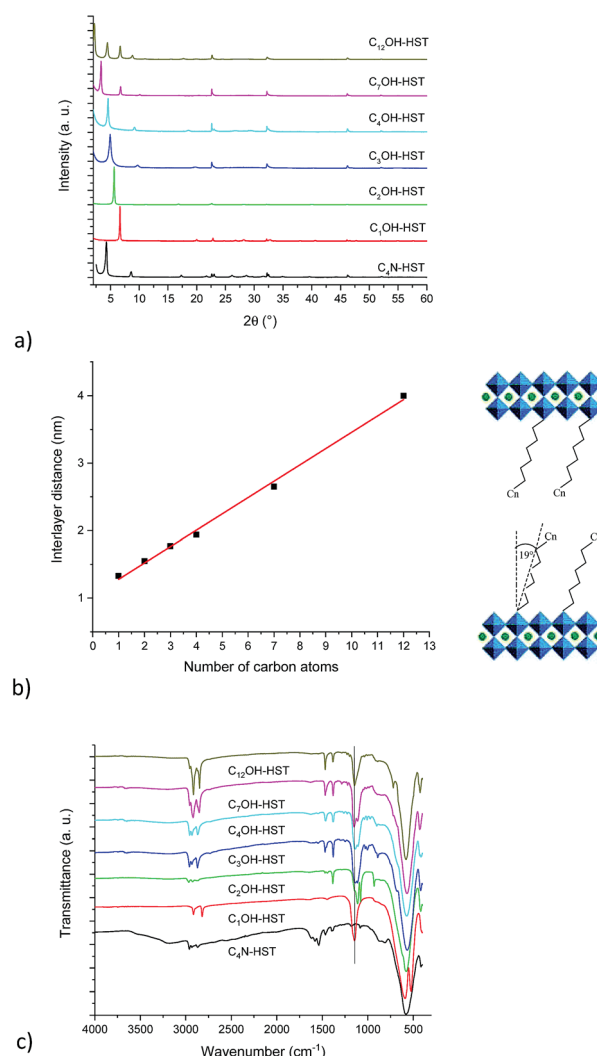 Intensity (a. u.)
C₁₂OH-HST
C₇OH-HST
C₄OH-HST
C₃OH-HST
C₂OH-HST
C₁OH-HST
C₄N-HST
5 10 15 20 25 30 35 40 45 50 55 60
2θ (°)
a)
Interlayer distance (nm)
4
3
2
1
0 1 2 3 4 5 6 7 8 9 10 11 12 13
Number of carbon atoms
b)
Cn Cn
Cn
19°
Transmittance (a. u.)
C₁₂OH-HST
C₇OH-HST
C₄OH-HST
C₃OH-HST
C₂OH-HST
C₁OH-HST
C₄N-HST
4000 3500 3000 2500 2000 1500 1000 500
Wavenumber (cm⁻¹)
c)